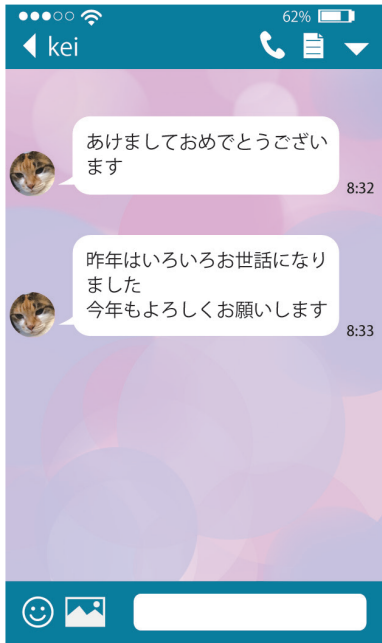 62%
kei
あけましておめでとうござい
ます
8:32
昨年はいろいろお世話になり
ました
今年もよろしくお願いします
8:33